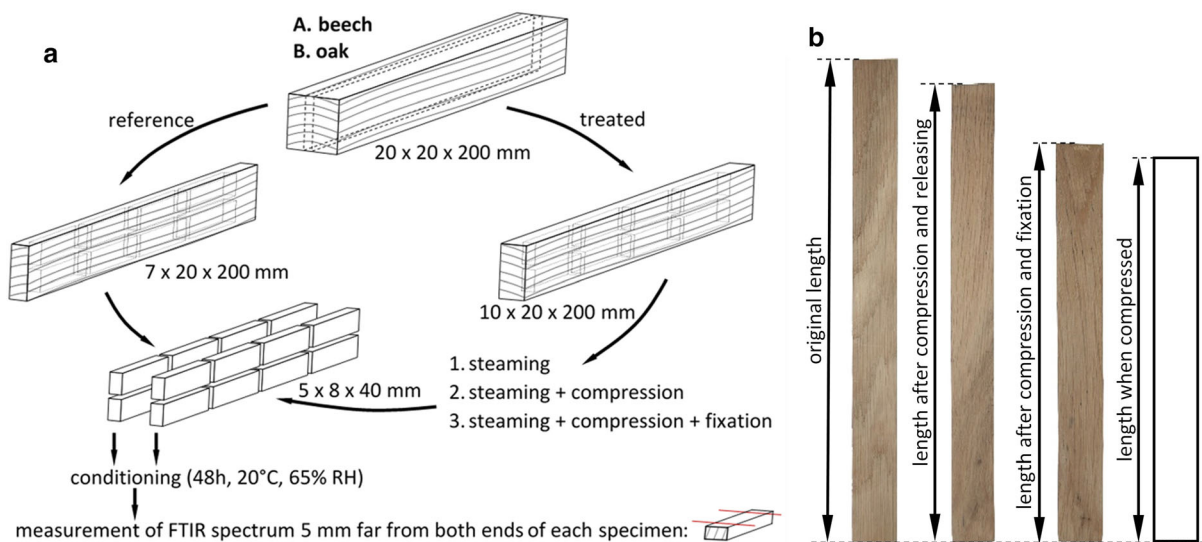 a
A. beech
B. oak
reference
treated
20 x 20 x 200 mm
7 x 20 x 200 mm
10 x 20 x 200 mm
1. steaming
2. steaming + compression
3. steaming + compression + fixation
5 x 8 x 40 mm
conditioning (48h, 20°C, 65% RH)
measurement of FTIR spectrum 5 mm far from both ends of each specimen:
b
original length
length after compression and releasing
length after compression and fixation
length when compressed